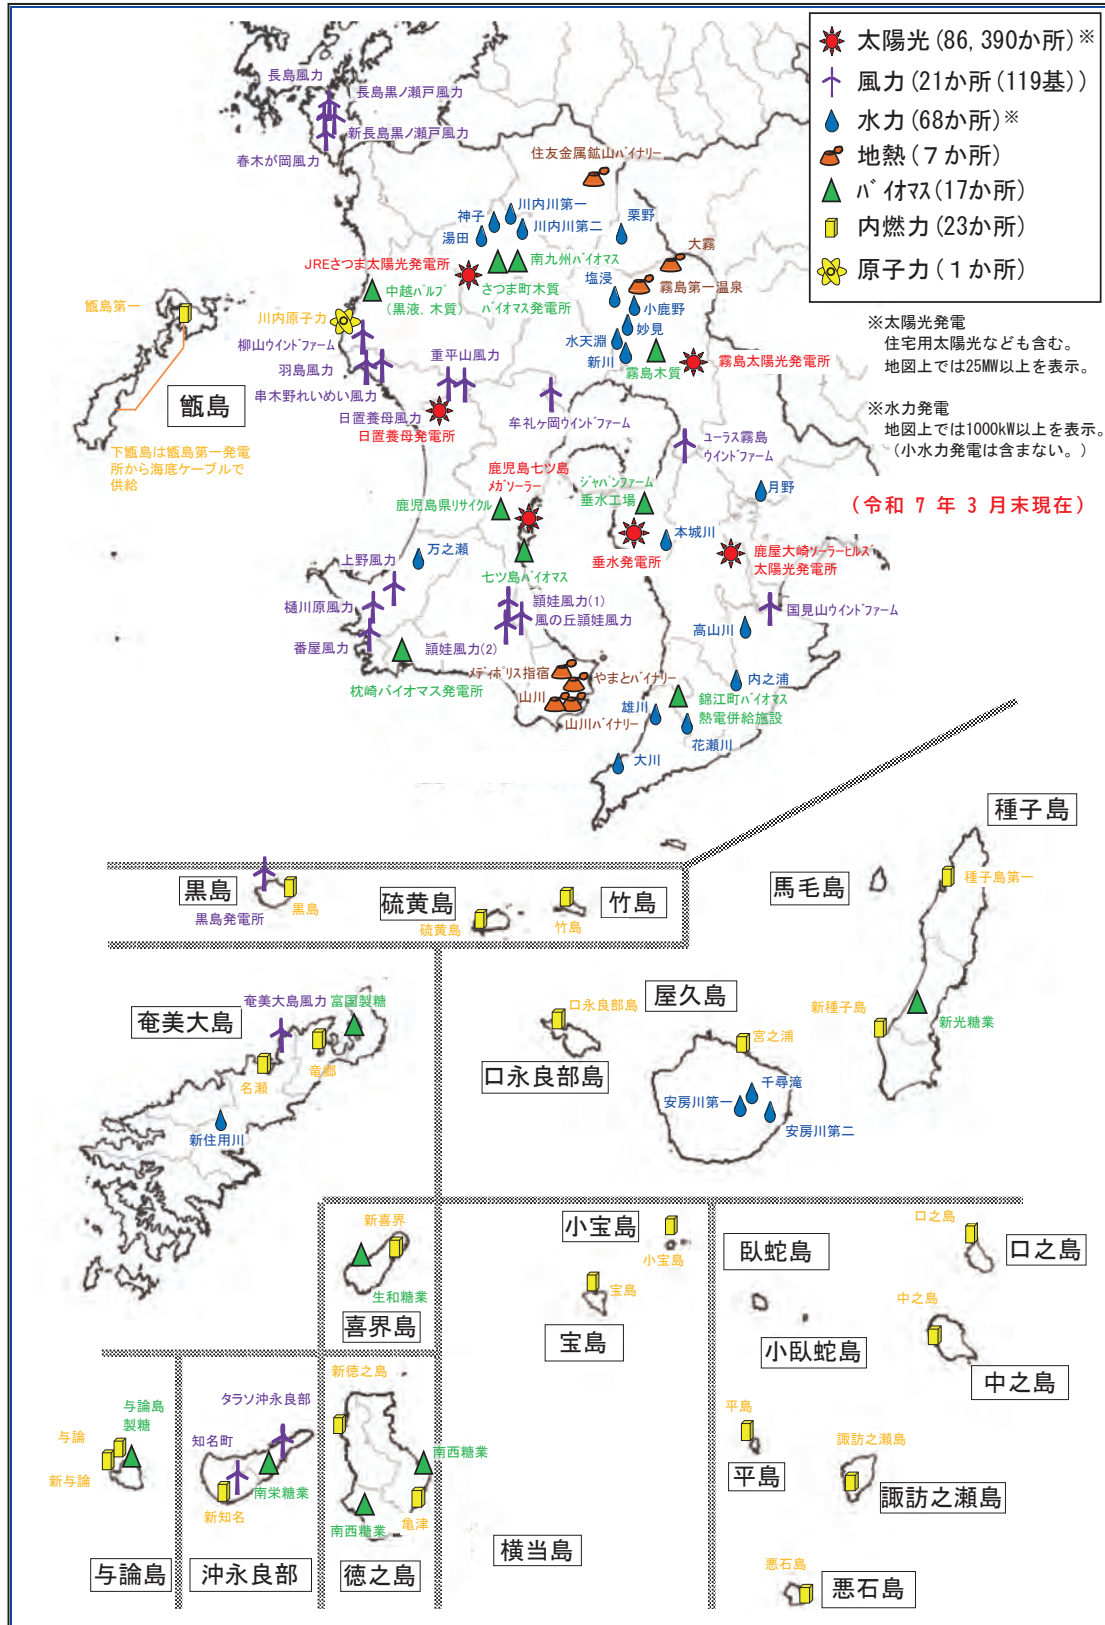 太陽光(86,390か所)※
風力(21か所(119基))
水力(68か所)※
地熱(7か所)
バイオマス(17か所)
内燃力(23か所)
原子力(1か所)
※太陽光発電
住宅用太陽光なども含む。
地図上では25MW以上を表示。
※水力発電
地図上では1000kW以上を表示。
(小水力発電は含まない。)
(令和 7 年 3 月末現在)
長島風力
長島黒ノ瀬戸風力
新長島黒ノ瀬戸風力
春木が岡風力
住友金属鉱山バイナリー
川内川第一
神子
川内川第二
湯田
栗野
大霧
JREさつま太陽光発電所
南九州バイオマス
さつま町木質
バイオマス発電所
中越パルプ
(黒液,木質)
霧島第一温泉
塩浸
小鹿野
妙見
水天淵
新川
霧島木質
霧島太陽光発電所
甑島第一
川内原子力
柳山ウインドファーム
羽島風力
串木野れいめい風力
重平山風力
日置養母風力
日置養母発電所
甑島
下甑島は甑島第一発電
所から海底ケーブルで
供給
牟礼ヶ岡ウインドファーム
ユーラス霧島
ウインドファーム
鹿児島七ツ島
メガソーラー
ジャパンファーム
垂水工場
月野
鹿児島県リサイクル
本城川
垂水発電所
鹿屋大崎ソーラーヒルズ
太陽光発電所
万之瀬
上野風力
七ツ島バイオマス
樋川原風力
頴娃風力(1)
風の丘頴娃風力
国見山ウインドファーム
番屋風力
頴娃風力(2)
高山川
枕崎バイオマス発電所
メディポリス指宿
やまとバイナリー
内之浦
山川
山川バイナリー
雄川
錦江町バイオマス
熱電併給施設
花瀬川
大川
種子島
種子島第一
馬毛島
黒島
黒島発電所
黒島
硫黄島
硫黄島
竹島
竹島
新種子島
新光糖業
奄美大島風力
富国製糖
奄美大島
竜郷
名瀬
新住用川
口永良部島
口永良部島
屋久島
宮之浦
千尋滝
安房川第一
安房川第二
新喜界
生和糖業
喜界島
小宝島
小宝島
宝島
宝島
臥蛇島
小臥蛇島
口之島
口之島
中之島
中之島
平島
平島
諏訪之瀬島
諏訪之瀬島
悪石島
悪石島
横当島
新徳之島
南西糖業
南西糖業
亀津
徳之島
タラソ沖永良部
知名町
南栄糖業
新知名
沖永良部
与論島
製糖
与論
新与論
与論島